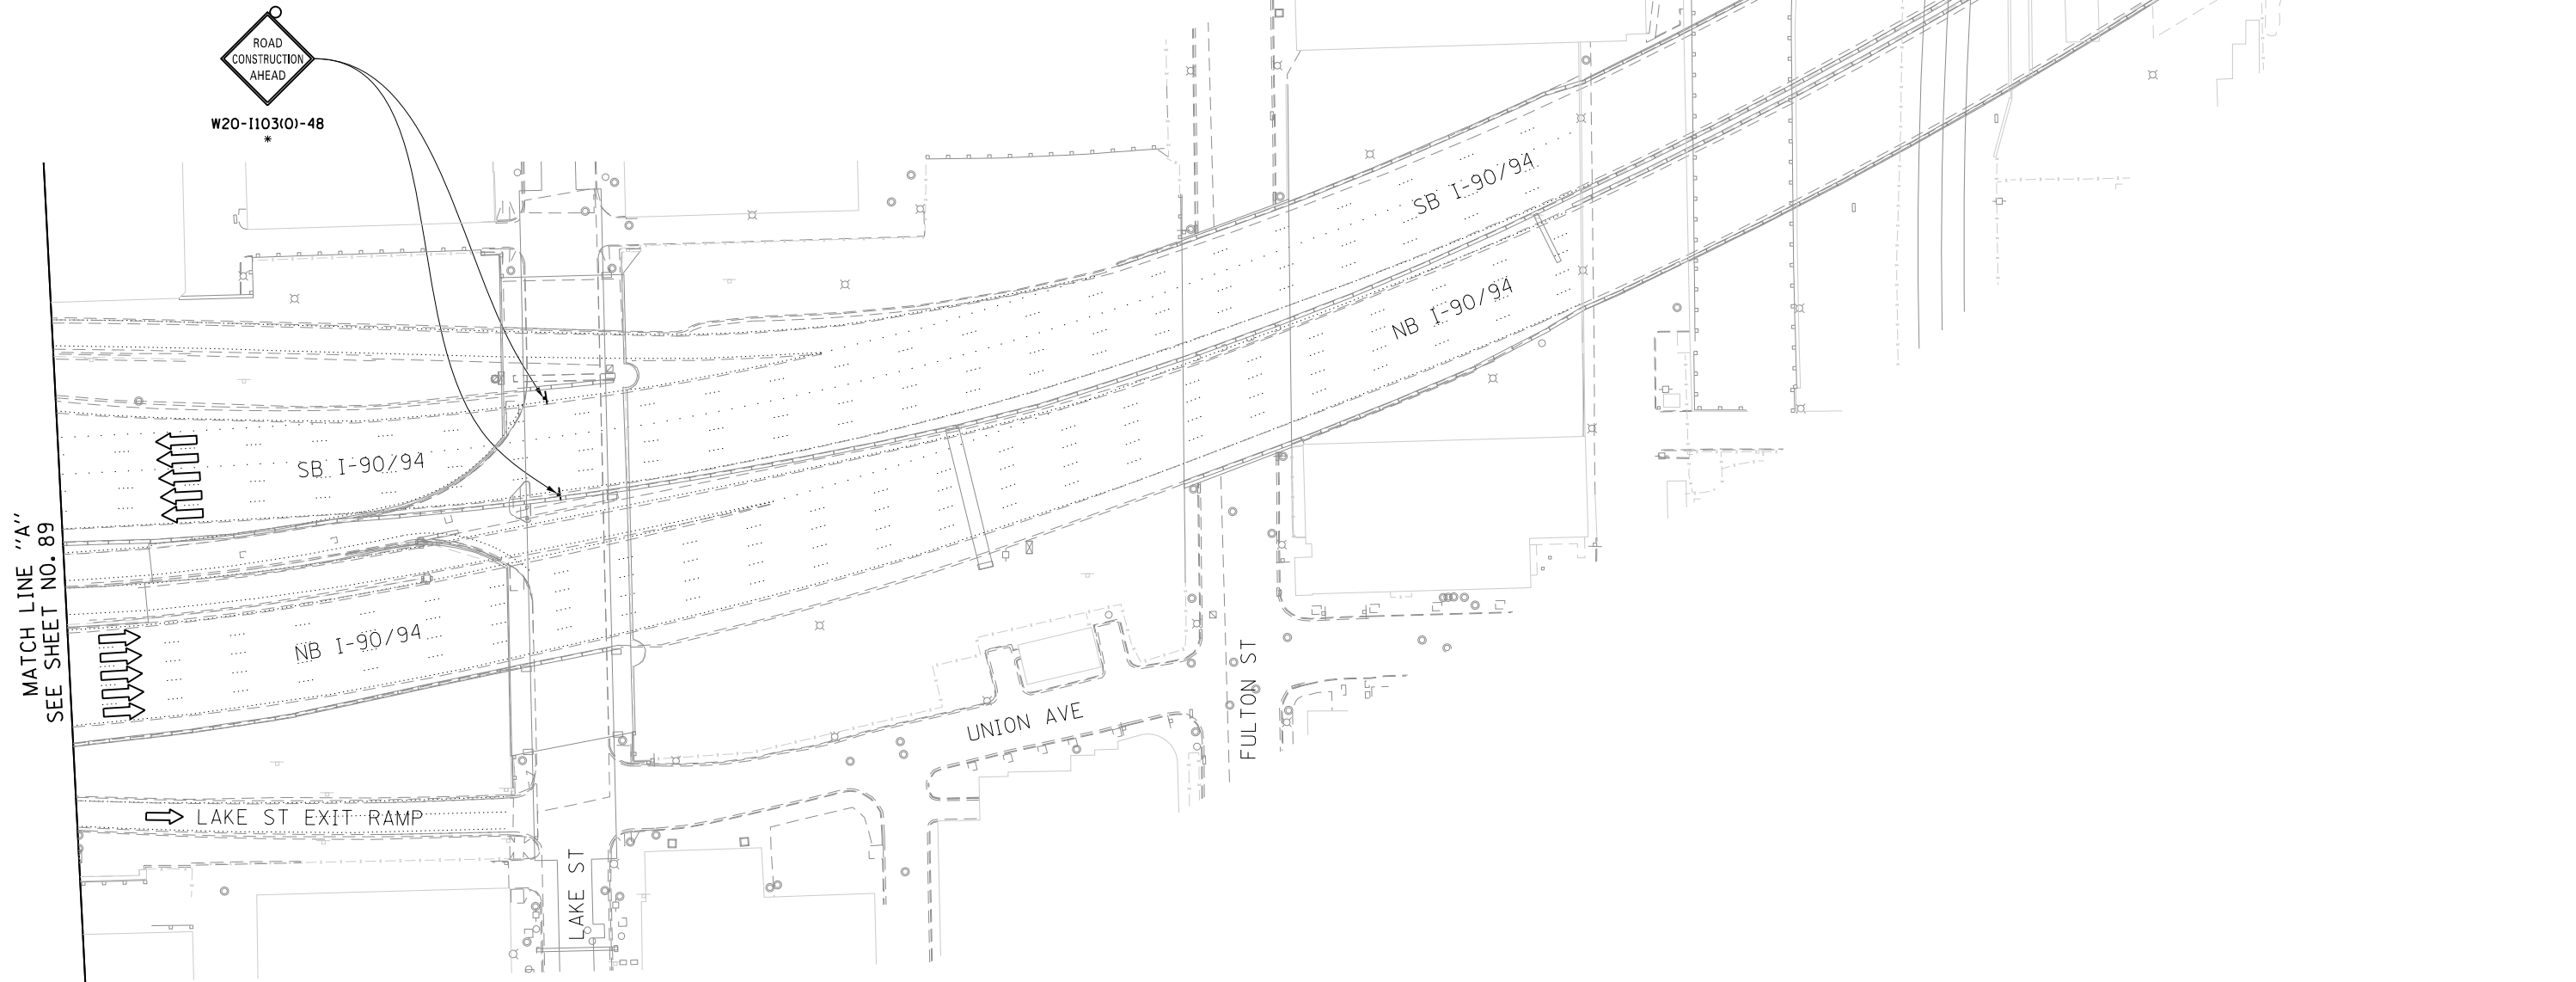 ROAD
CONSTRUCTION
AHEAD
W20-I103(0)-48
*
SB I-90/94
NB I-90/94
SB I-90/94
NB I-90/94
MATCH LINE "A"
SEE SHEET NO. 89
UNION AVE
FULTON ST
LAKE ST EXIT RAMP
LAKE ST